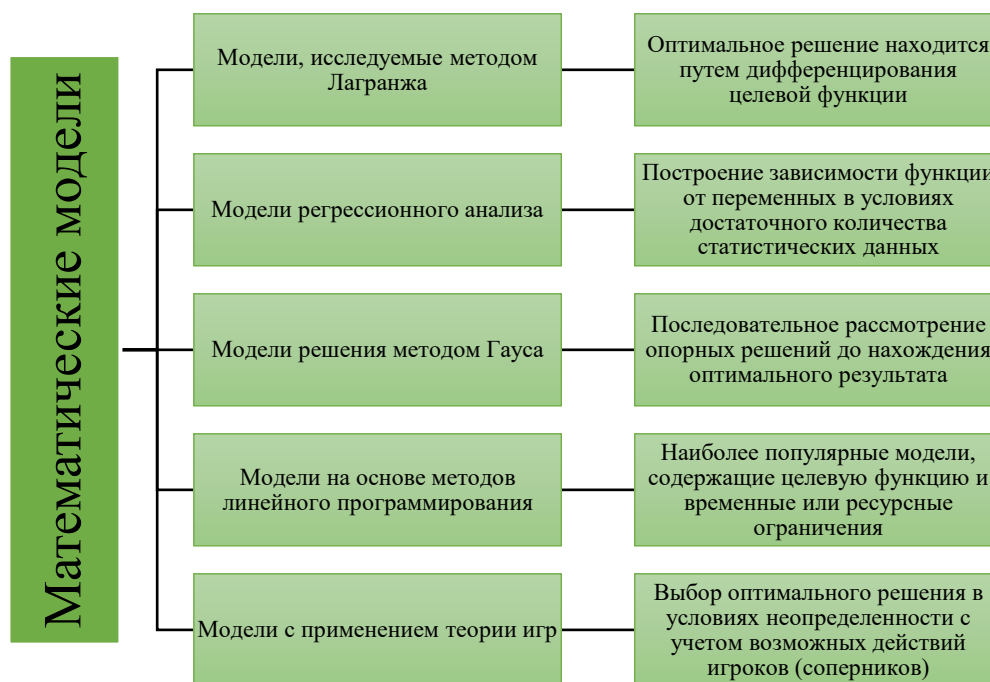 Математические модели
Модели, исследуемые методом
Лагранжа
Оптимальное решение находится
путем дифференцирования
целевой функции
Модели регрессионного анализа
Построение зависимости функции
от переменных в условиях
достаточного количества
статистических данных
Модели решения методом Гауса
Последовательное рассмотрение
опорных решений до нахождения
оптимального результата
Модели на основе методов
линейного программирования
Наиболее популярные модели,
содержащие целевую функцию и
временные или ресурсные
ограничения
Модели с применением теории игр
Выбор оптимального решения в
условиях неопределенности с
учетом возможных действий
игроков (соперников)